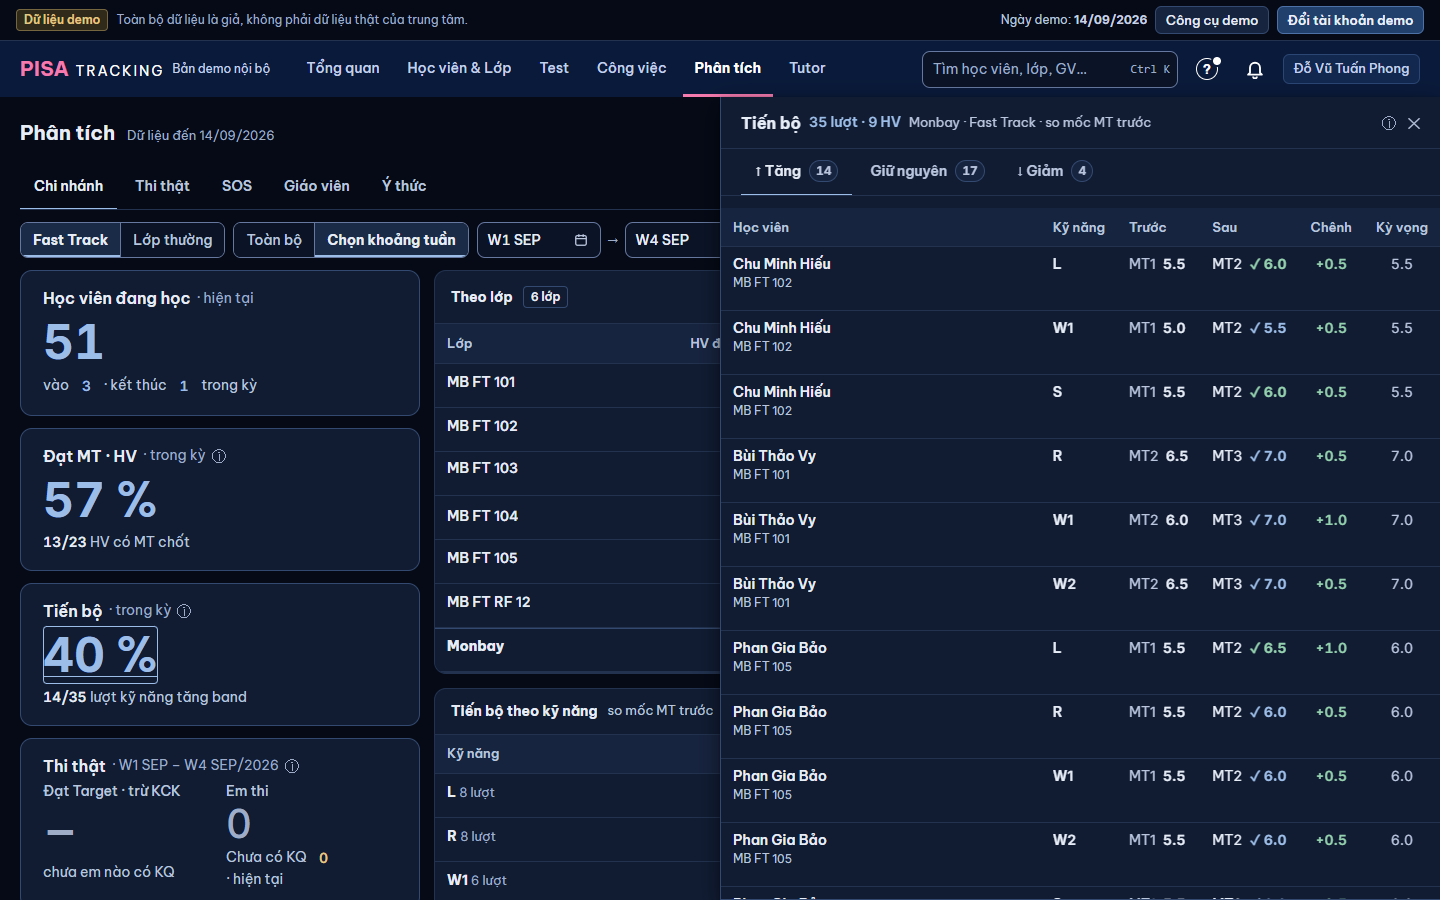 Dữ liệu demo Toàn bộ dữ liệu là giả, không phải dữ liệu thật của trung tâm. Ngày demo: 14/09/2026 Công cụ demo Đổi tài khoản demo
PISA TRACKING Bản demo nội bộ Tổng quan Học viên & Lớp Test Công việc Phân tích Tutor Tìm học viên, lớp, GV... Ctrl K ? Đỗ Vũ Tuấn Phong
Phân tích Dữ liệu đến 14/09/2026
Chi nhánh Thi thật SOS Giáo viên Ý thức
Fast Track Lớp thường Toàn bộ Chọn khoảng tuần W1 SEP → W4 SEP
Học viên đang học · hiện tại
51
vào 3 · kết thúc 1 trong kỳ
Đạt MT · HV · trong kỳ ⓘ
57 %
13/23 HV có MT chốt
Tiến bộ · trong kỳ ⓘ
40 %
14/35 lượt kỹ năng tăng band
Thi thật · W1 SEP – W4 SEP/2026 ⓘ
Đạt Target · trừ KCK Em thi
— 0
chưa em nào có KQ Chưa có KQ 0
· hiện tại
Theo lớp 6 lớp
Lớp HV đ
MB FT 101
MB FT 102
MB FT 103
MB FT 104
MB FT 105
MB FT RF 12
Monbay
Tiến bộ theo kỹ năng so mốc MT trước
Kỹ năng
L 8 lượt
R 8 lượt
W1 6 lượt
Tiến bộ 35 lượt · 9 HV Monbay · Fast Track · so mốc MT trước ⓘ ×
↑ Tăng 14 Giữ nguyên 17 ↓ Giảm 4
Học viên Kỹ năng Trước Sau Chênh Kỳ vọng
Chu Minh Hiếu L MT1 5.5 MT2 ✓ 6.0 +0.5 5.5
MB FT 102
Chu Minh Hiếu W1 MT1 5.0 MT2 ✓ 5.5 +0.5 5.5
MB FT 102
Chu Minh Hiếu S MT1 5.5 MT2 ✓ 6.0 +0.5 5.5
MB FT 102
Bùi Thảo Vy R MT2 6.5 MT3 ✓ 7.0 +0.5 7.0
MB FT 101
Bùi Thảo Vy W1 MT2 6.0 MT3 ✓ 7.0 +1.0 7.0
MB FT 101
Bùi Thảo Vy W2 MT2 6.5 MT3 ✓ 7.0 +0.5 7.0
MB FT 101
Phan Gia Bảo L MT1 5.5 MT2 ✓ 6.5 +1.0 6.0
MB FT 105
Phan Gia Bảo R MT1 5.5 MT2 ✓ 6.0 +0.5 6.0
MB FT 105
Phan Gia Bảo W1 MT1 5.5 MT2 ✓ 6.0 +0.5 6.0
MB FT 105
Phan Gia Bảo W2 MT1 5.5 MT2 ✓ 6.0 +0.5 6.0
MB FT 105